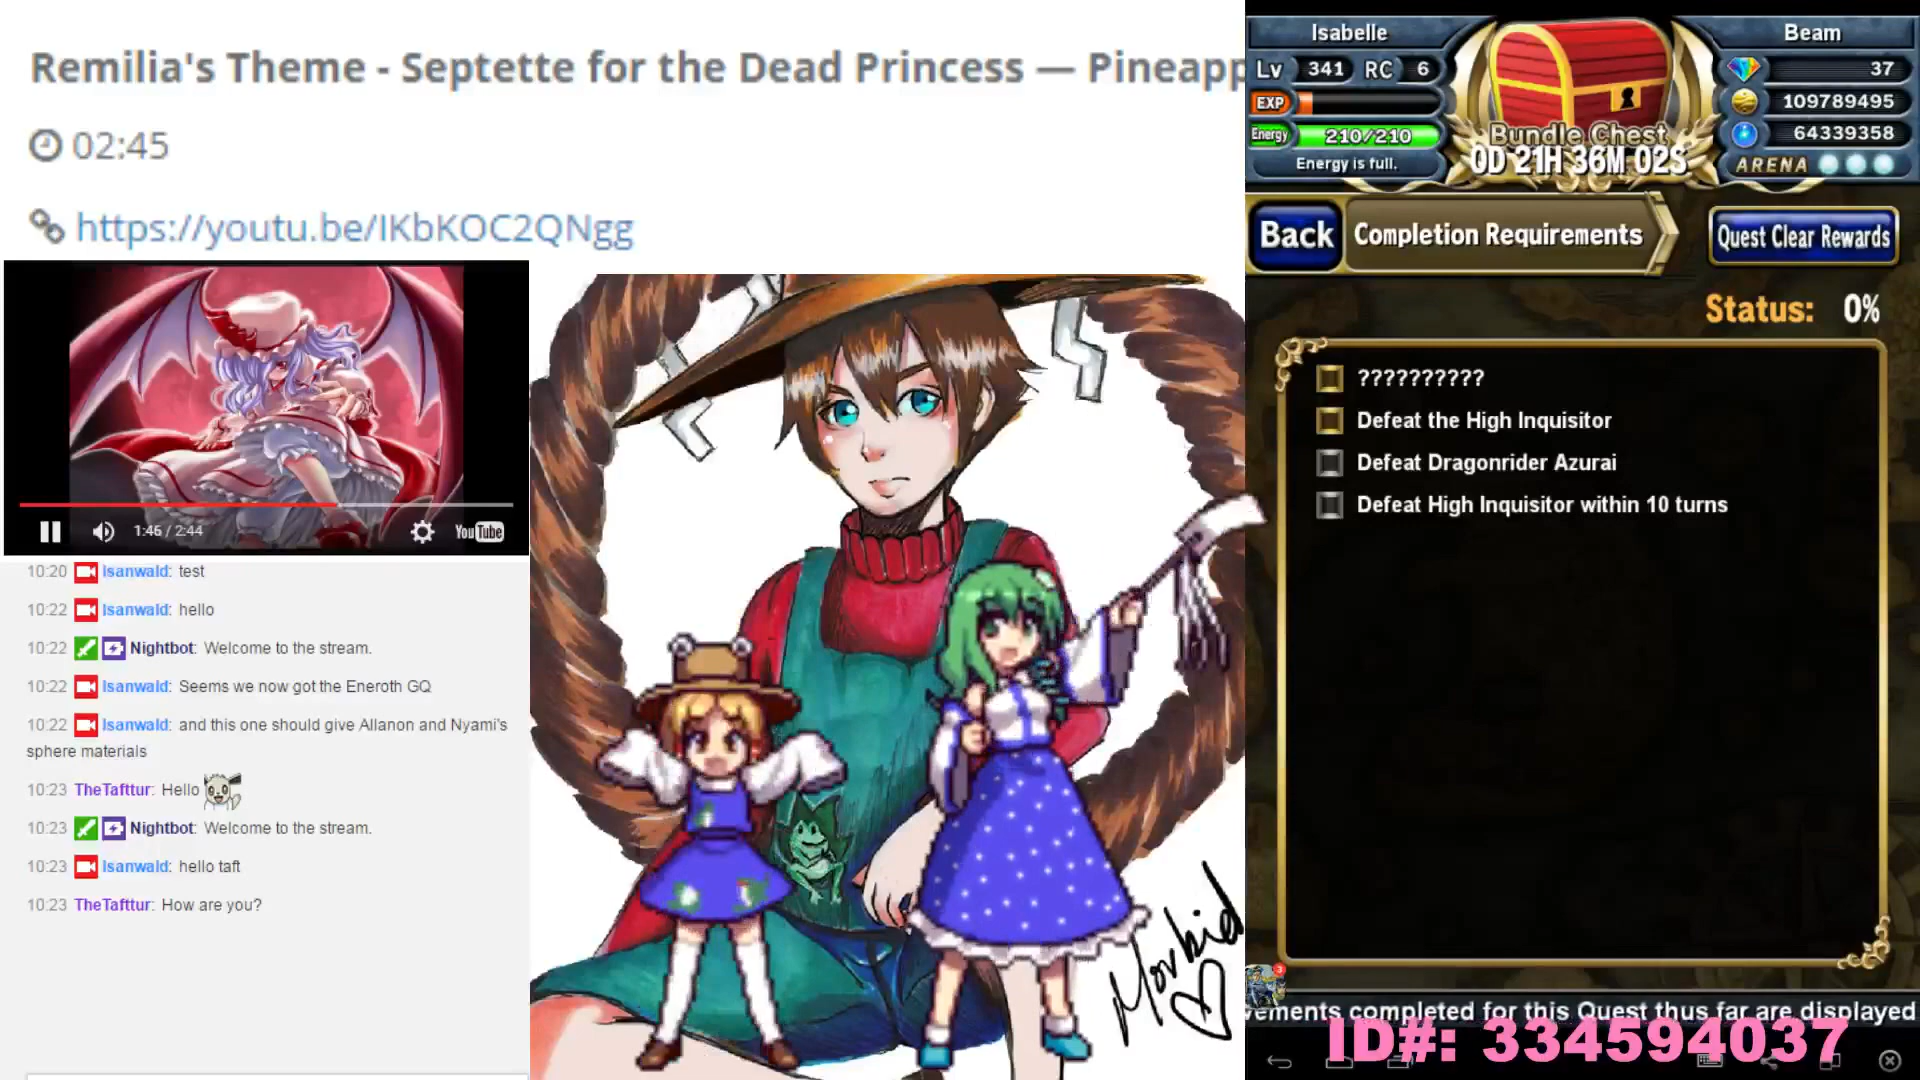 Remilia's Theme - Septette for the Dead Princess — Pineapp
02:45
https://youtu.be/IKbKOC2QNgg
1:46 / 2:44
YouTube
10:20 Isanwald: test
10:22 Isanwald: hello
10:22 Nightbot: Welcome to the stream.
10:22 Isanwald: Seems we now got the Eneroth GQ
10:22 Isanwald: and this one should give Allanon and Nyami's
sphere materials
10:23 TheTafttur: Hello
10:23 Nightbot: Welcome to the stream.
10:23 Isanwald: hello taft
10:23 TheTafttur: How are you?
Morbid
Isabelle
Lv 341 RC 6
EXP
Energy 210/210
Energy is full.
Bundle Chest
0D 21H 36M 02S
Beam
37
109789495
64339358
ARENA
Back
Completion Requirements
Quest Clear Rewards
Status: 0%
??????????
Defeat the High Inquisitor
Defeat Dragonrider Azurai
Defeat High Inquisitor within 10 turns
3
vements completed for this Quest thus far are displayed
ID#: 334594037